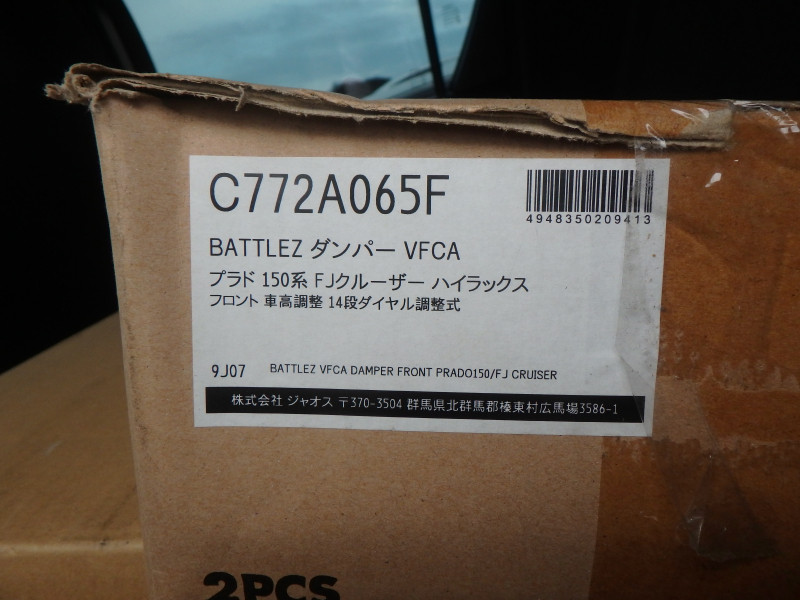 C772A065F
4948350209413
BATTLEZ ダンパー VFCA
プラド 150系 FJクルーザー ハイラックス
フロント 車高調整 14段ダイヤル調整式
9J07 BATTLEZ VFCA DAMPER FRONT PRADO150/FJ CRUISER
株式会社 ジャオス 〒370-3504 群馬県北群馬郡榛東村広馬場3586-1
2PCS